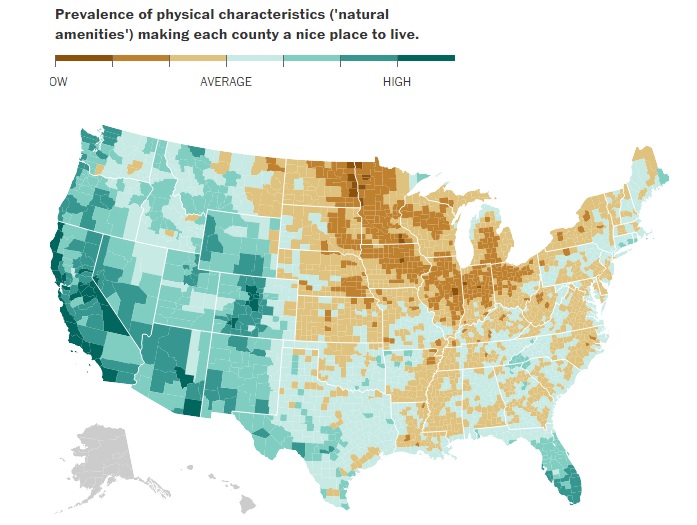 Prevalence of physical characteristics ('natural
amenities') making each county a nice place to live.
OW AVERAGE HIGH